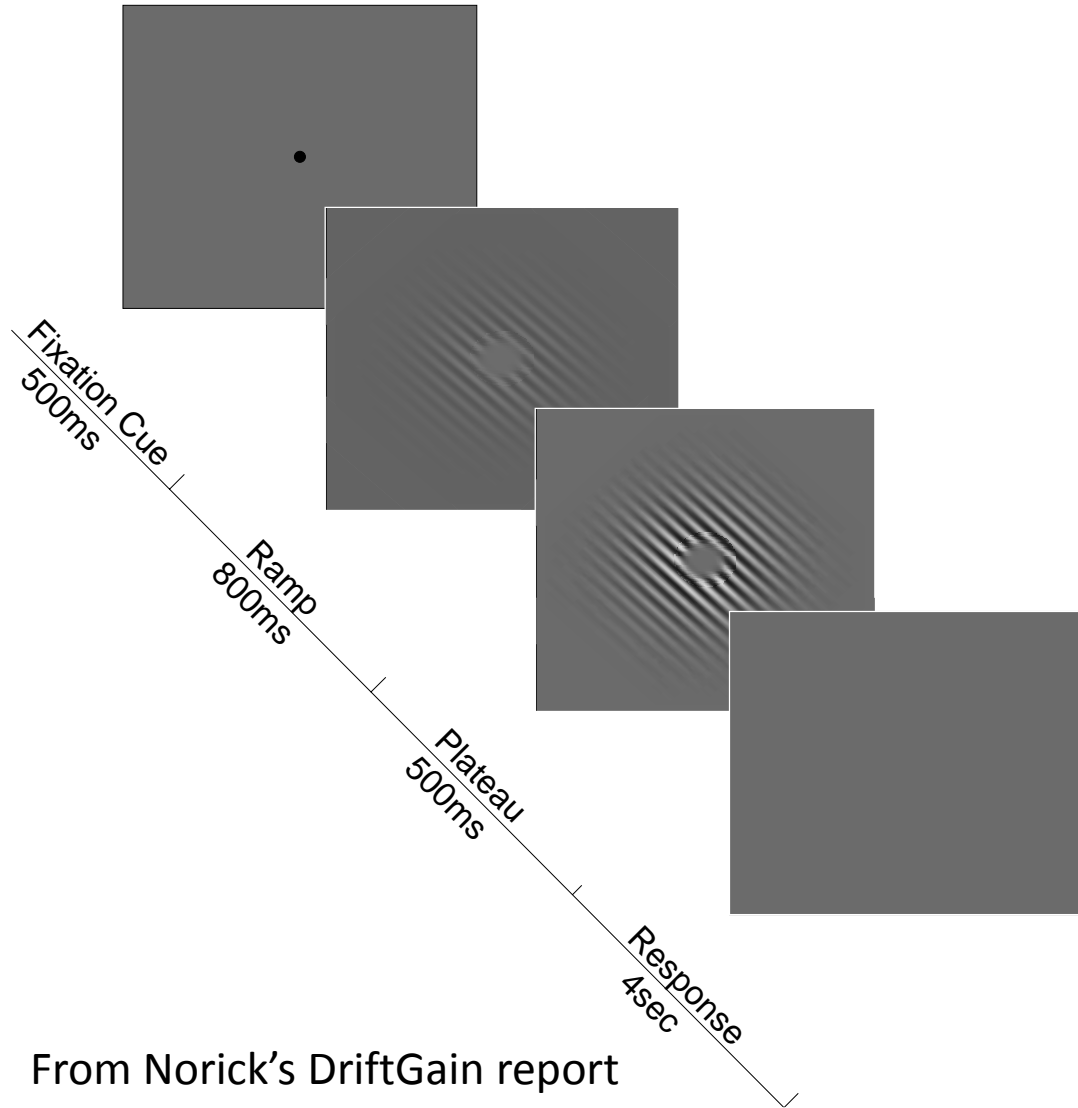 Fixation Cue
500ms
Ramp
800ms
Plateau
500ms
Response
4sec
From Norick’s DriftGain report